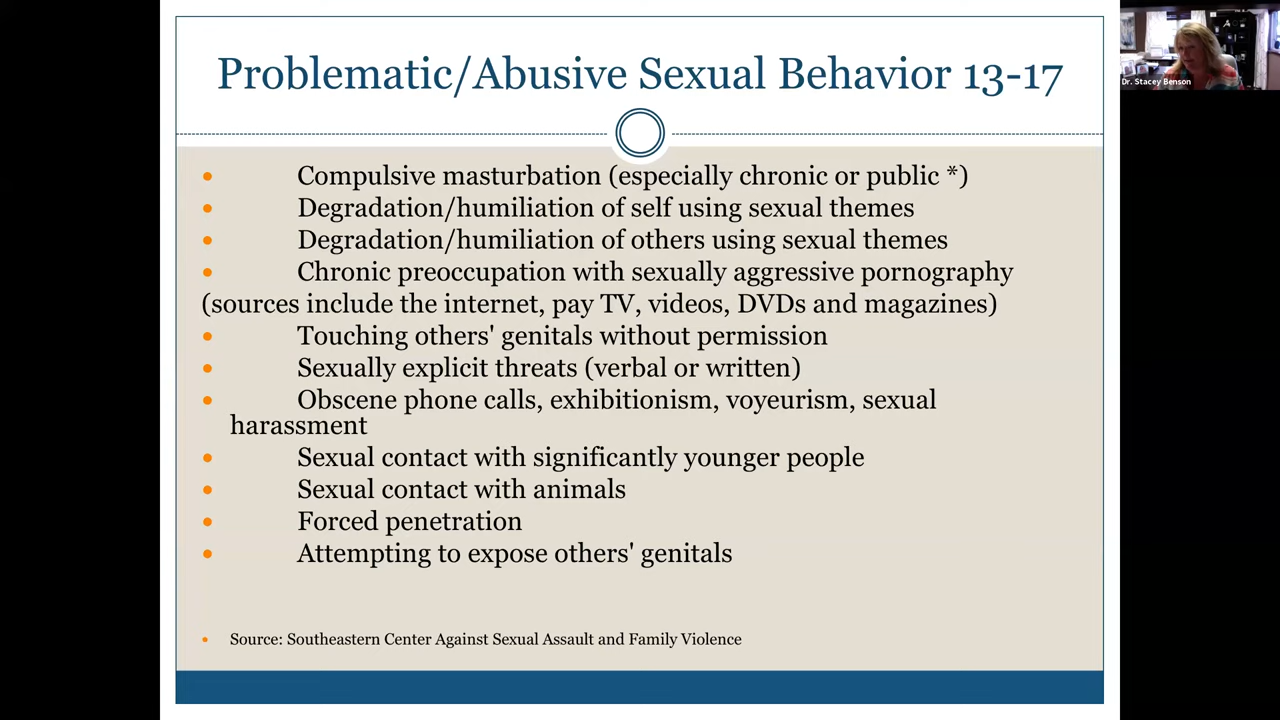 Problematic/Abusive Sexual Behavior 13-17
• Compulsive masturbation (especially chronic or public *)
• Degradation/humiliation of self using sexual themes
• Degradation/humiliation of others using sexual themes
• Chronic preoccupation with sexually aggressive pornography
(sources include the internet, pay TV, videos, DVDs and magazines)
• Touching others' genitals without permission
• Sexually explicit threats (verbal or written)
• Obscene phone calls, exhibitionism, voyeurism, sexual
harassment
• Sexual contact with significantly younger people
• Sexual contact with animals
• Forced penetration
• Attempting to expose others' genitals
• Source: Southeastern Center Against Sexual Assault and Family Violence
Dr. Stacey Benson